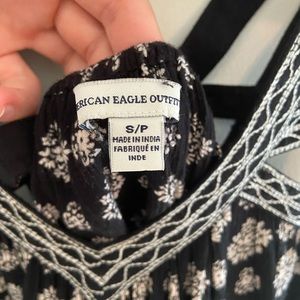 ERICAN EAGLE OUTFIT
S/P
MADE IN INDIA
FABRIQUÉ EN
INDE